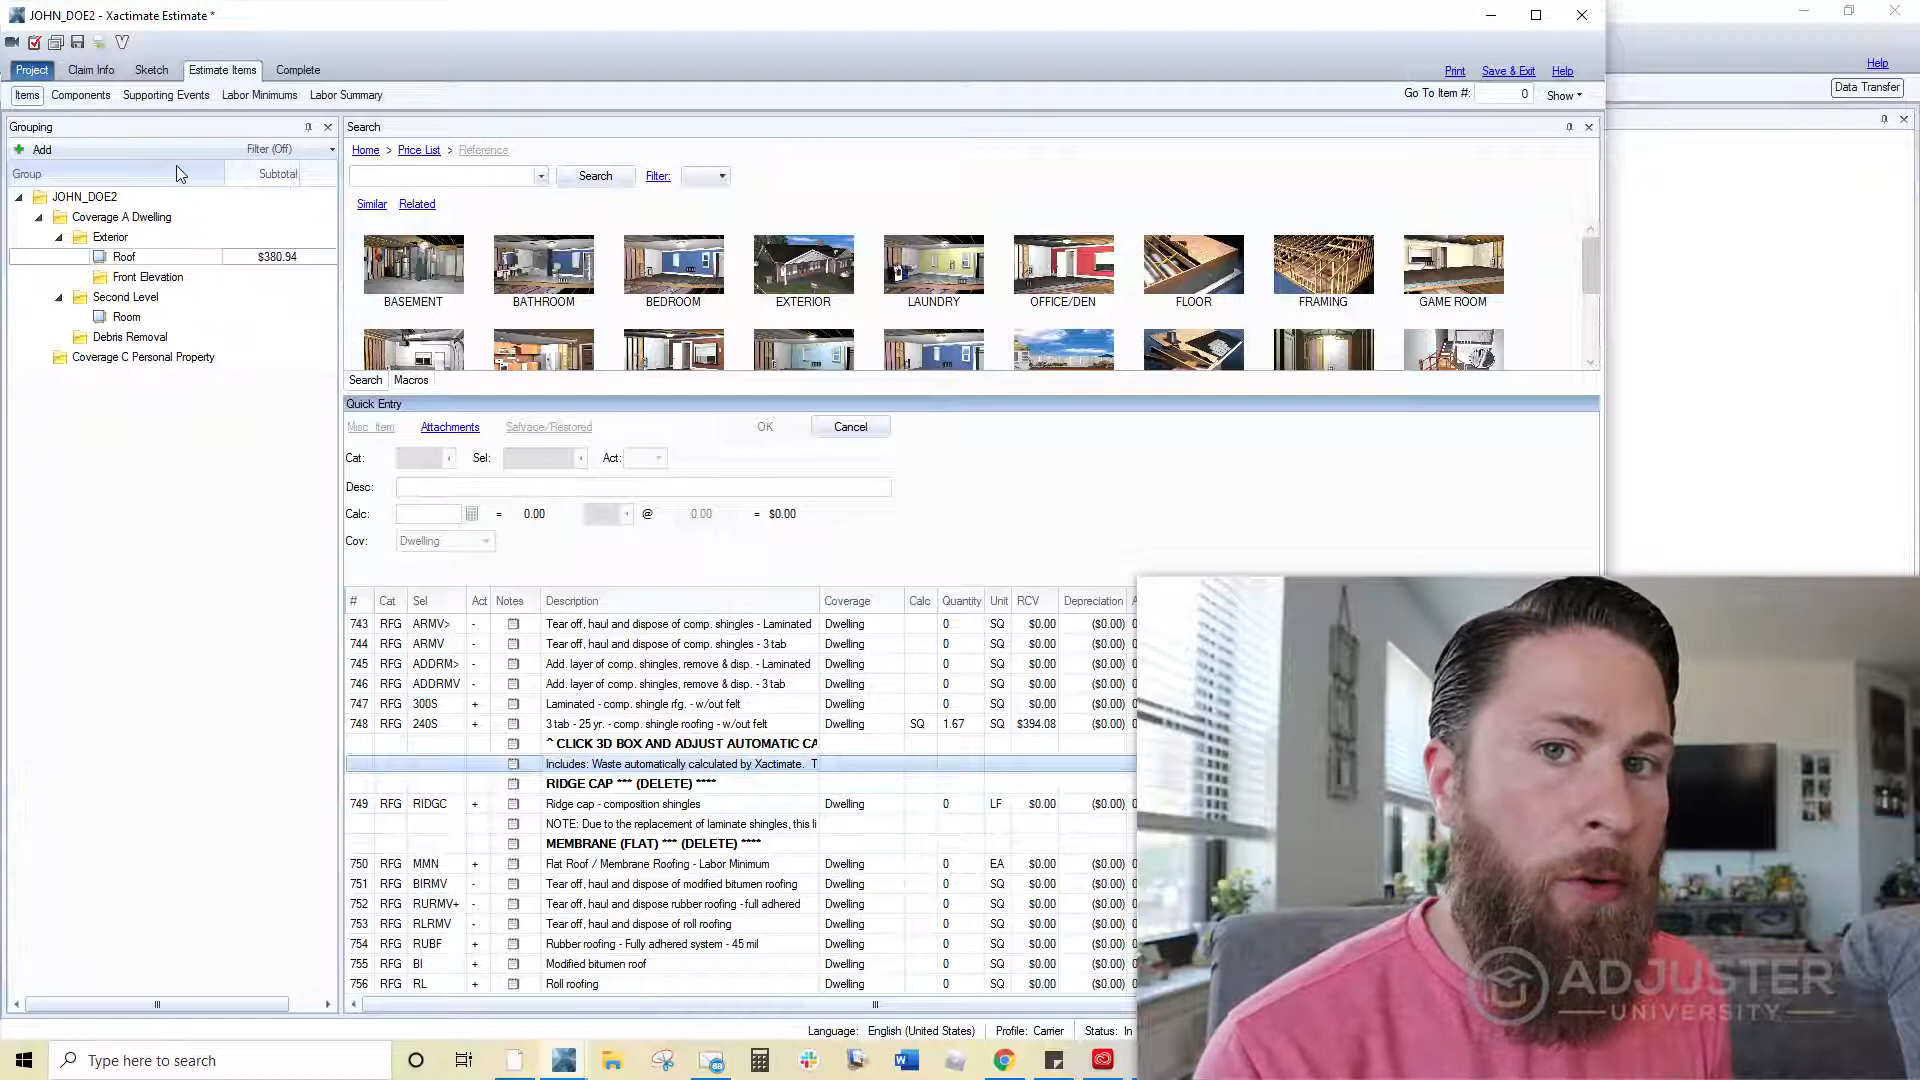 JOHN_DOE2 - Xactimate Estimate *
Project Claim Info Sketch Estimate Items Complete
Print Save & Exit Help
Help
Items Components Supporting Events Labor Minimums Labor Summary
Go To Item #: 0 Show
Data Transfer
Grouping
Add Filter (Off)
Group Subtotal
JOHN_DOE2
Coverage A Dwelling
Exterior
Roof $380.94
Front Elevation
Second Level
Room
Debris Removal
Coverage C Personal Property
Search
Home > Price List > Reference
Search Filter:
Similar Related
BASEMENT BATHROOM BEDROOM EXTERIOR LAUNDRY OFFICE/DEN FLOOR FRAMING GAME ROOM
Search Macros
Quick Entry
Misc. Item Attachments Salvage/Restored OK Cancel
Cat: Sel: Act:
Desc:
Calc: = 0.00 @ 0.00 = $0.00
Cov: Dwelling
# Cat Sel Act Notes Description Coverage Calc Quantity Unit RCV Depreciation A
743 RFG ARMV> - Tear off, haul and dispose of comp. shingles - Laminated Dwelling 0 SQ $0.00 ($0.00) 0
744 RFG ARMV - Tear off, haul and dispose of comp. shingles - 3 tab Dwelling 0 SQ $0.00 ($0.00) 0
745 RFG ADDRM> - Add. layer of comp. shingles, remove & disp. - Laminated Dwelling 0 SQ $0.00 ($0.00) 0
746 RFG ADDRMV - Add. layer of comp. shingles, remove & disp. - 3 tab Dwelling 0 SQ $0.00 ($0.00) 0
747 RFG 300S + Laminated - comp. shingle rfg. - w/out felt Dwelling 0 SQ $0.00 ($0.00) 0
748 RFG 240S + 3 tab - 25 yr. - comp. shingle roofing - w/out felt Dwelling SQ 1.67 SQ $394.08 ($0.00) 0
^ CLICK 3D BOX AND ADJUST AUTOMATIC CA
Includes: Waste automatically calculated by Xactimate. T
RIDGE CAP *** (DELETE) ****
749 RFG RIDGC + Ridge cap - composition shingles Dwelling 0 LF $0.00 ($0.00) 0
NOTE: Due to the replacement of laminate shingles, this li
MEMBRANE (FLAT) *** (DELETE) ****
750 RFG MMN + Flat Roof / Membrane Roofing - Labor Minimum Dwelling 0 EA $0.00 ($0.00) 0
751 RFG BIRMV - Tear off, haul and dispose of modified bitumen roofing Dwelling 0 SQ $0.00 ($0.00) 0
752 RFG RURMV+ - Tear off, haul and dispose rubber roofing - full adhered Dwelling 0 SQ $0.00 ($0.00) 0
753 RFG RLRMV - Tear off, haul and dispose of roll roofing Dwelling 0 SQ $0.00 ($0.00) 0
754 RFG RUBF + Rubber roofing - Fully adhered system - 45 mil Dwelling 0 SQ $0.00 ($0.00) 0
755 RFG BI + Modified bitumen roof Dwelling 0 SQ $0.00 ($0.00) 0
756 RFG RL + Roll roofing Dwelling 0 SQ $0.00 ($0.00) 0
Language: English (United States) Profile: Carrier Status: In
ADJUSTER
UNIVERSITY
Type here to search
68